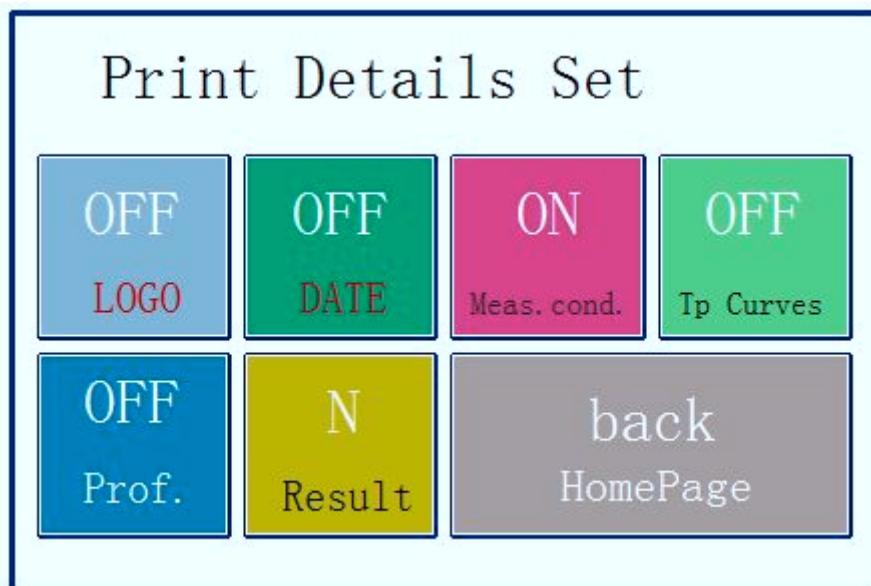 Print Details Set
OFF
LOGO
OFF
DATE
ON
Meas.cond.
OFF
Tp Curves
OFF
Prof.
N
Result
back
HomePage